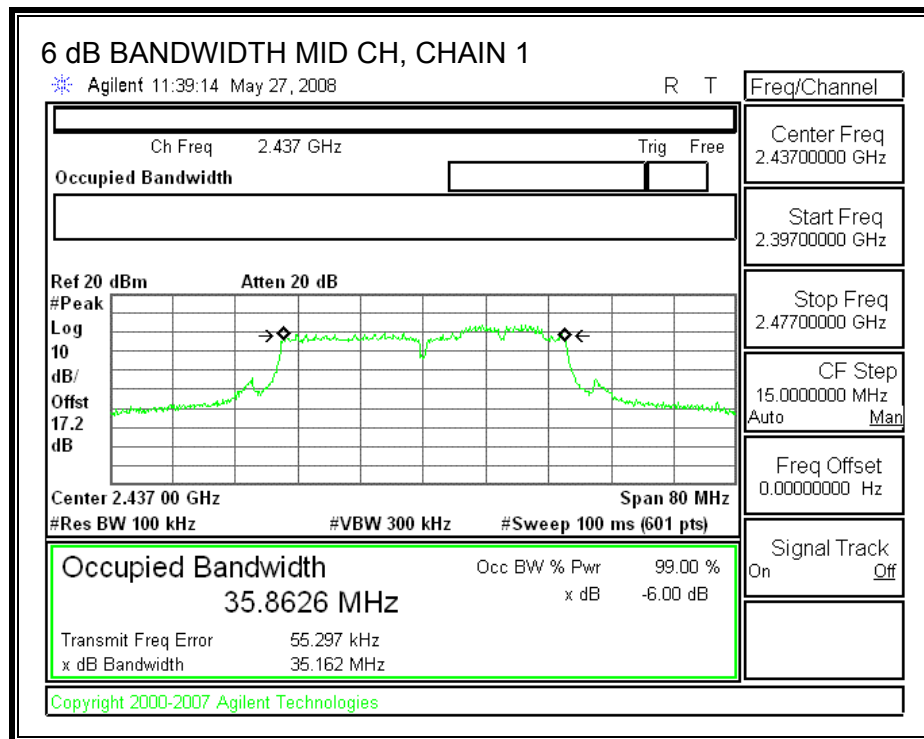 6 dB BANDWIDTH MID CH, CHAIN 1
Agilent 11:39:14 May 27, 2008 R T
Freq/Channel
Ch Freq 2.437 GHz Trig Free
Occupied Bandwidth
Center Freq
2.43700000 GHz
Start Freq
2.39700000 GHz
Stop Freq
2.47700000 GHz
CF Step
15.0000000 MHz
Auto Man
Freq Offset
0.00000000 Hz
Signal Track
On Off
Ref 20 dBm Atten 20 dB
#Peak
Log
10
dB/
Offst
17.2
dB
Center 2.437 00 GHz Span 80 MHz
#Res BW 100 kHz #VBW 300 kHz #Sweep 100 ms (601 pts)
Occupied Bandwidth Occ BW % Pwr 99.00 %
35.8626 MHz x dB -6.00 dB
Transmit Freq Error 55.297 kHz
x dB Bandwidth 35.162 MHz
Copyright 2000-2007 Agilent Technologies